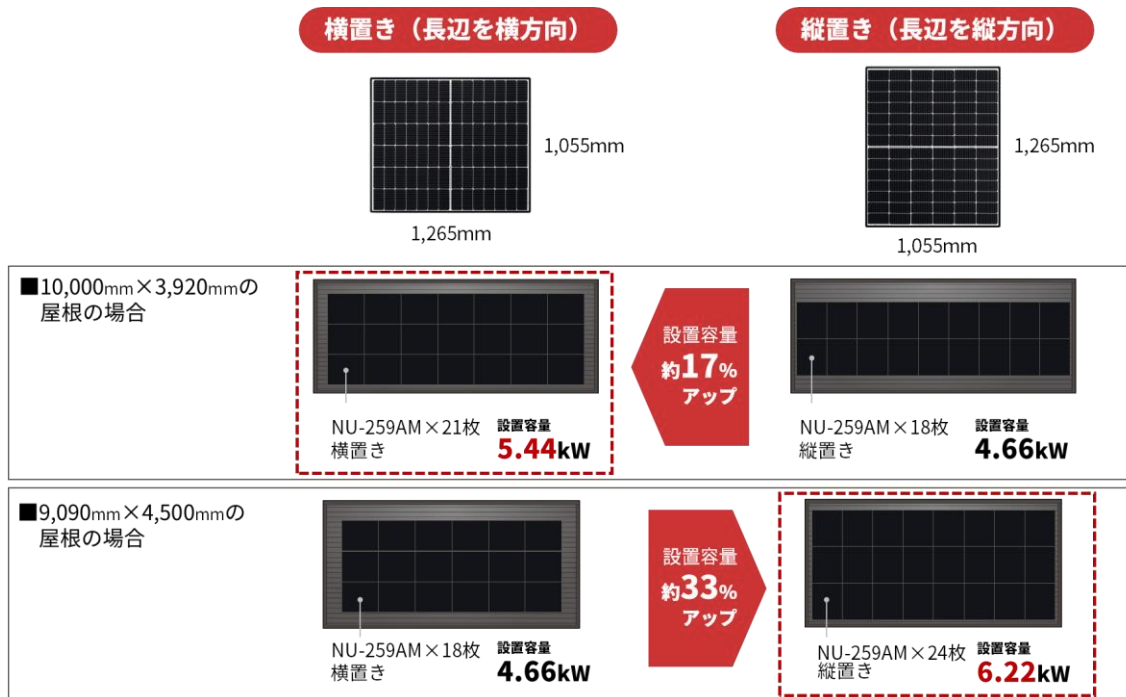 横置き（長辺を横方向）
縦置き（長辺を縦方向）
1,055mm
1,265mm
1,265mm
1,055mm
■10,000mm×3,920mmの
屋根の場合
NU-259AM×21枚
横置き
設置容量
5.44kW
設置容量
約17%
アップ
NU-259AM×18枚
縦置き
設置容量
4.66kW
■9,090mm×4,500mmの
屋根の場合
NU-259AM×18枚
横置き
設置容量
4.66kW
設置容量
約33%
アップ
NU-259AM×24枚
縦置き
設置容量
6.22kW